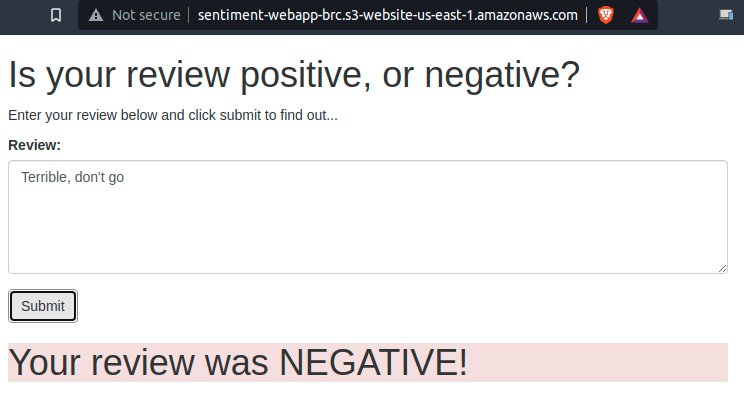 Not secure | sentiment-webapp-brc.s3-website-us-east-1.amazonaws.com
Is your review positive, or negative?
Enter your review below and click submit to find out...
Review:
Terrible, don't go
Submit
Your review was NEGATIVE!